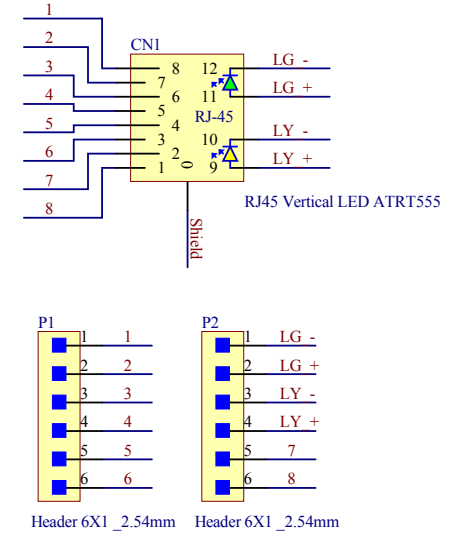 1
2
3
4
5
6
7
8
CN1
8
7
6
5
4
3
2
1
0
12
11
RJ-45
10
9
LG -
LG +
LY -
LY +
RJ45 Vertical LED ATRT555
Shield
P1
1 1
2 2
3 3
4 4
5 5
6 6
Header 6X1 _2.54mm
P2
1 LG -
2 LG +
3 LY -
4 LY +
5 7
6 8
Header 6X1 _2.54mm